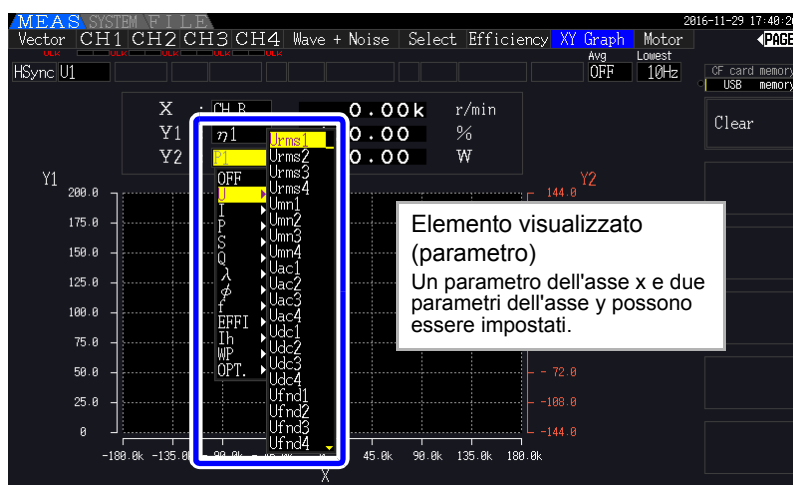 MEAS SYSTEM FILE 2016-11-29 17:40:2
Vector CH1 CH2 CH3 CH4 Wave + Noise Select Efficiency XY Graph Motor PAGE
ULK ULK ULK ULK Avg Lowest
HSync U1 OFF 10Hz CF card memory
USB memory
X : CH B 0.00k r/min
Clear
Y1 η1 0.00 %
Y2 P1 0.00 W
Urms1
Urms2
Urms3
Urms4
Umn1
Umn2
Umn3
Umn4
Uac1
Uac2
Uac3
Uac4
Udc1
Udc2
Udc3
Udc4
Ufnd1
Ufnd2
Ufnd3
Ufnd4
OFF
U
I
P
S
Q
λ
φ
f
EFFI
Ih
WP
OPT.
Y1
200.0
175.0
150.0
125.0
100.0
75.0
50.0
25.0
0
Y2
144.0
-72.0
-108.0
-144.0
Elemento visualizzato
(parametro)
Un parametro dell'asse x e due
parametri dell'asse y possono
essere impostati.
-180.0k -135.0 45.0k 90.0k 135.0k 180.0k
X